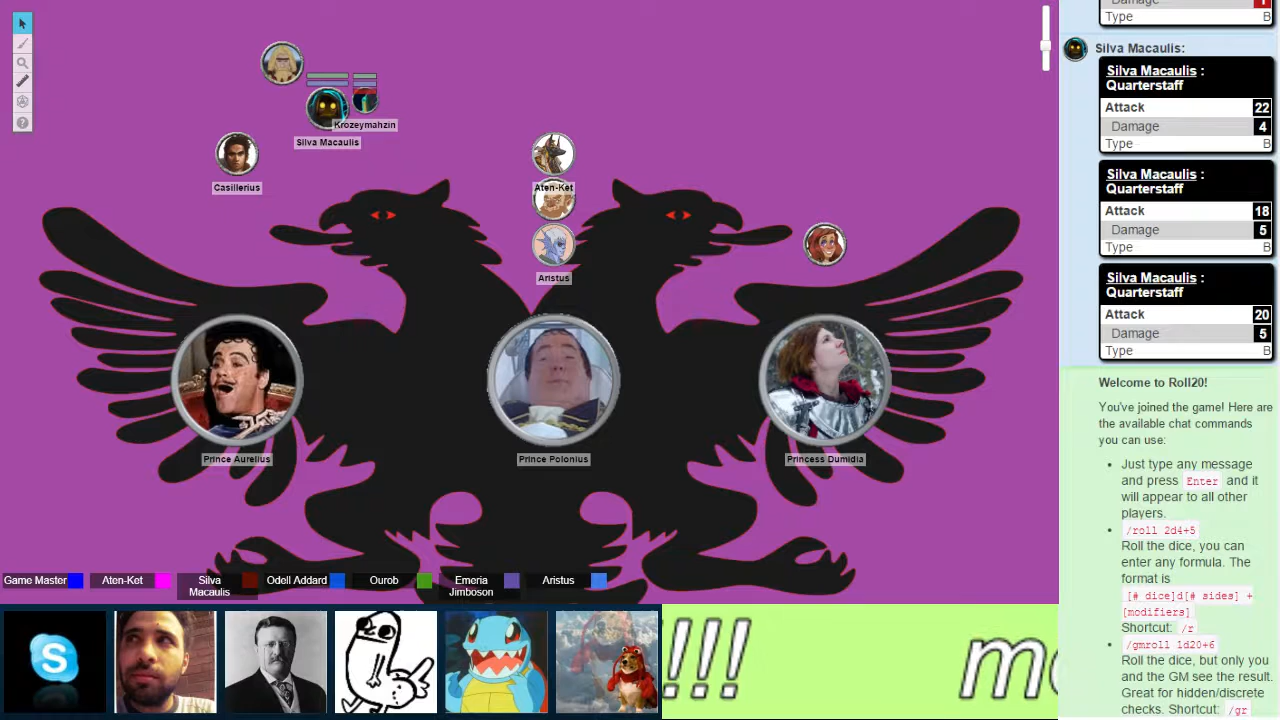 Krozeymahzin
Silva Macaulis
Casillerius
Aten-Ket
Aristus
Prince Aurelius
Prince Polonius
Princess Dumidia
Game Master
Aten-Ket
Silva
Macaulis
Odell Addard
Ourob
Emeria
Jimboson
Aristus
S
!!!
Damage
Type B
Silva Macaulis:
Silva Macaulis :
Quarterstaff
Attack 22
Damage 4
Type B
Silva Macaulis :
Quarterstaff
Attack 18
Damage 5
Type B
Silva Macaulis :
Quarterstaff
Attack 20
Damage 5
Type B
Welcome to Roll20!
You've joined the game! Here are
the available chat commands
you can use:
• Just type any message
and press Enter and it
will appear to all other
players.
• /roll 2d4+5
Roll the dice, you can
enter any formula. The
format is
[# dice]d[# sides] +
[modifiers]
Shortcut: /r
• /gmroll 1d20+6
Roll the dice, but only you
and the GM see the result.
Great for hidden/discrete
checks. Shortcut: /gr